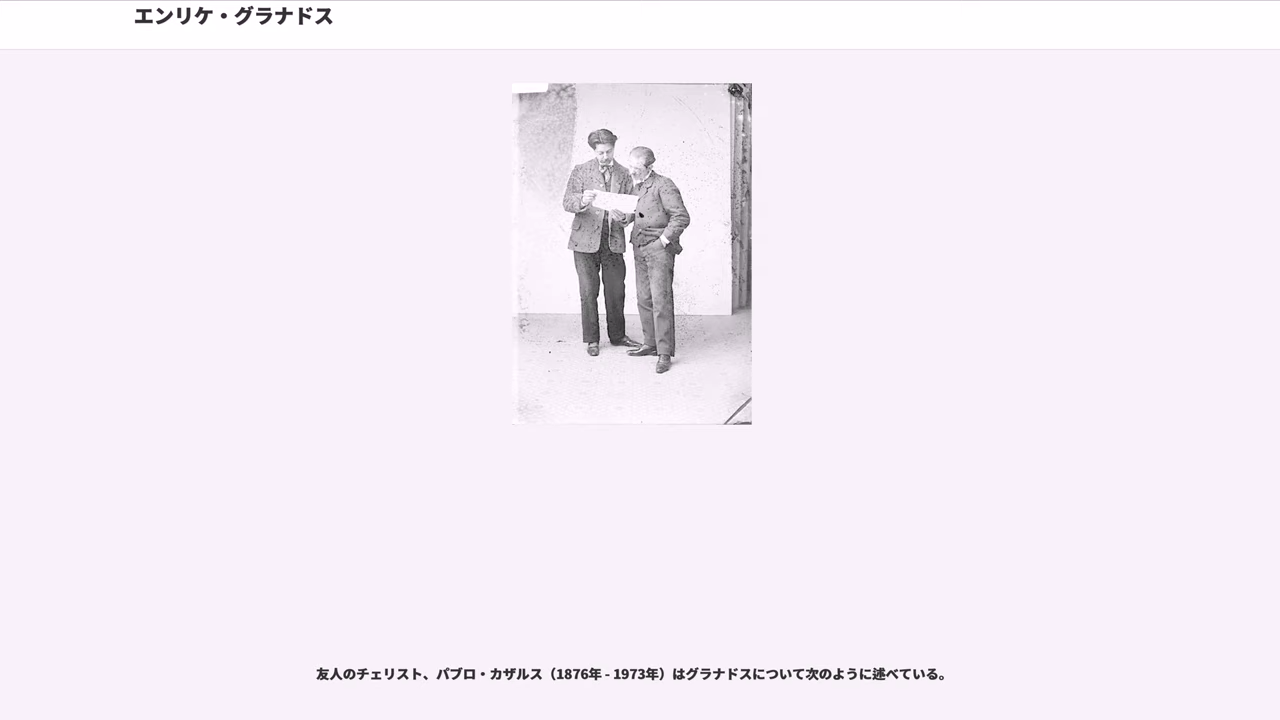 エンリケ・グラナドス
友人のチェリスト、パブロ・カザルス（1876年 - 1973年）はグラナドスについて次のように述べている。